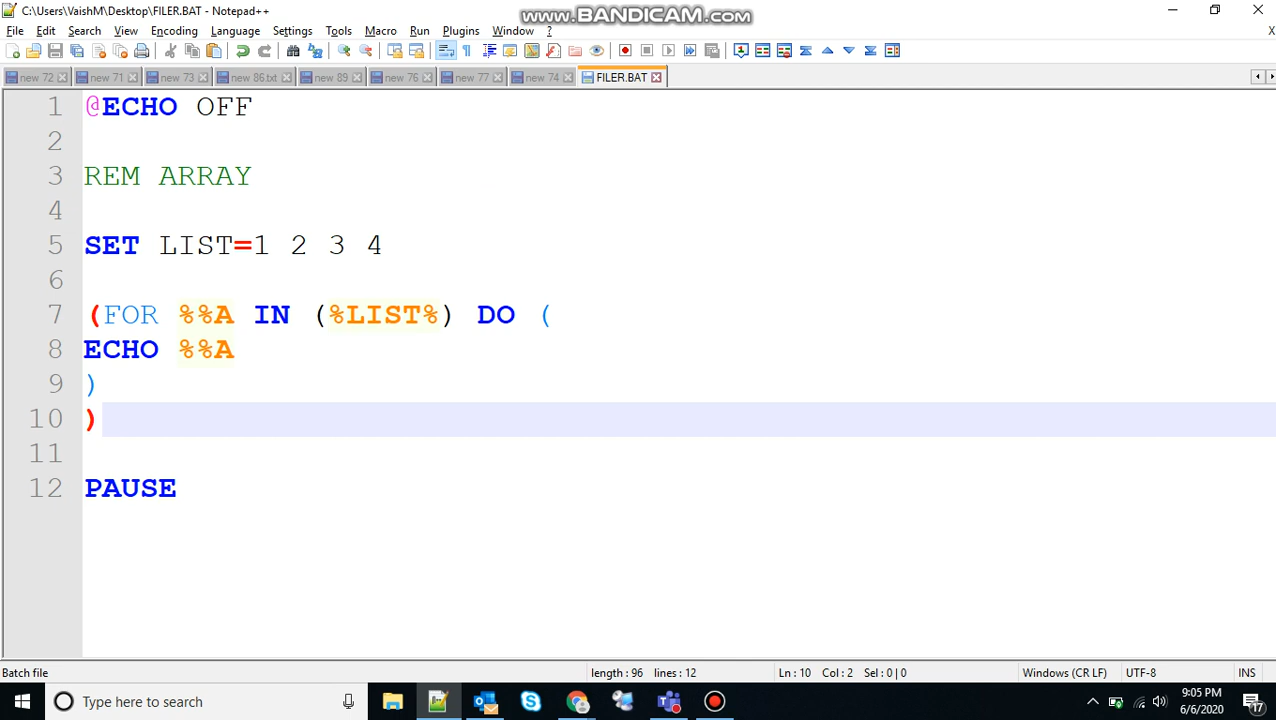 C:\Users\VaishM\Desktop\FILER.BAT - Notepad++
www.BANDICAM.com
File Edit Search View Encoding Language Settings Tools Macro Run Plugins Window ?
new 72 new 71 new 73 new 86.txt new 89 new 76 new 77 new 74 FILER.BAT
1 @ECHO OFF
2
3 REM ARRAY
4
5 SET LIST=1 2 3 4
6
7 (FOR %%A IN (%LIST%) DO (
8 ECHO %%A
9 )
10 )
11
12 PAUSE
Batch file length : 96 lines : 12 Ln : 10 Col : 2 Sel : 0 | 0 Windows (CR LF) UTF-8 INS
Type here to search
9:05 PM
6/6/2020
17